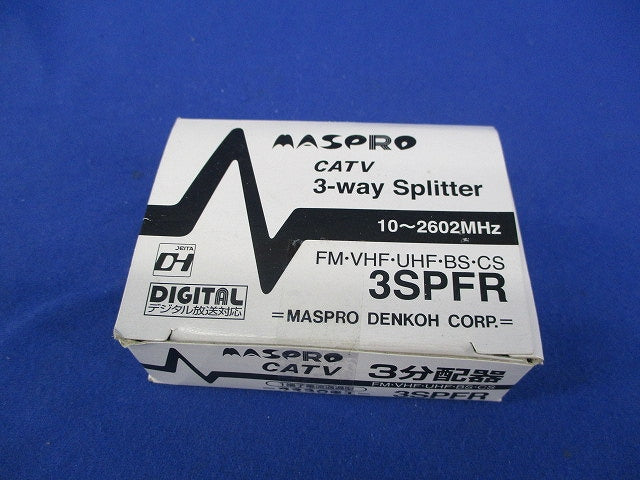 MASPRO
CATV
3-way Splitter
10~2602MHz
JEITA
DH
FM·VHF·UHF·BS·CS
3SPFR
DIGITAL
デジタル放送対応
=MASPRO DENKOH CORP.=
MASPRO
CATV
3分配器
FM·VHF·UHF·BS·CS
3SPFR